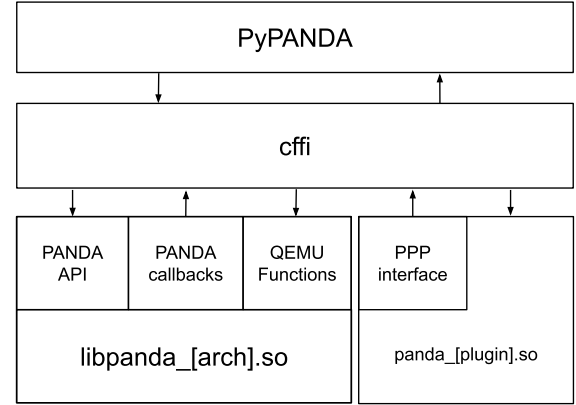 PyPANDA
cffi
PANDA
API
PANDA
callbacks
QEMU
Functions
PPP
interface
libpanda_[arch].so
panda_[plugin].so